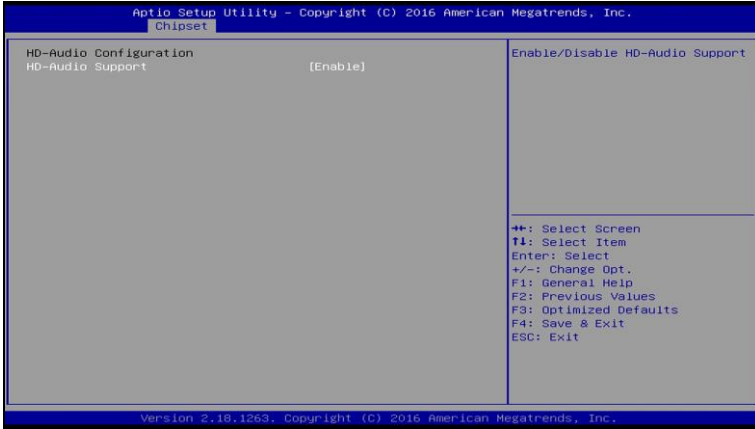 Aptio Setup Utility – Copyright (C) 2016 American Megatrends, Inc.
Chipset
HD-Audio Configuration
HD-Audio Support [Enable]
Enable/Disable HD-Audio Support
→←: Select Screen
↑↓: Select Item
Enter: Select
+/-: Change Opt.
F1: General Help
F2: Previous Values
F3: Optimized Defaults
F4: Save & Exit
ESC: Exit
Version 2.18.1263. Copyright (C) 2016 American Megatrends, Inc.